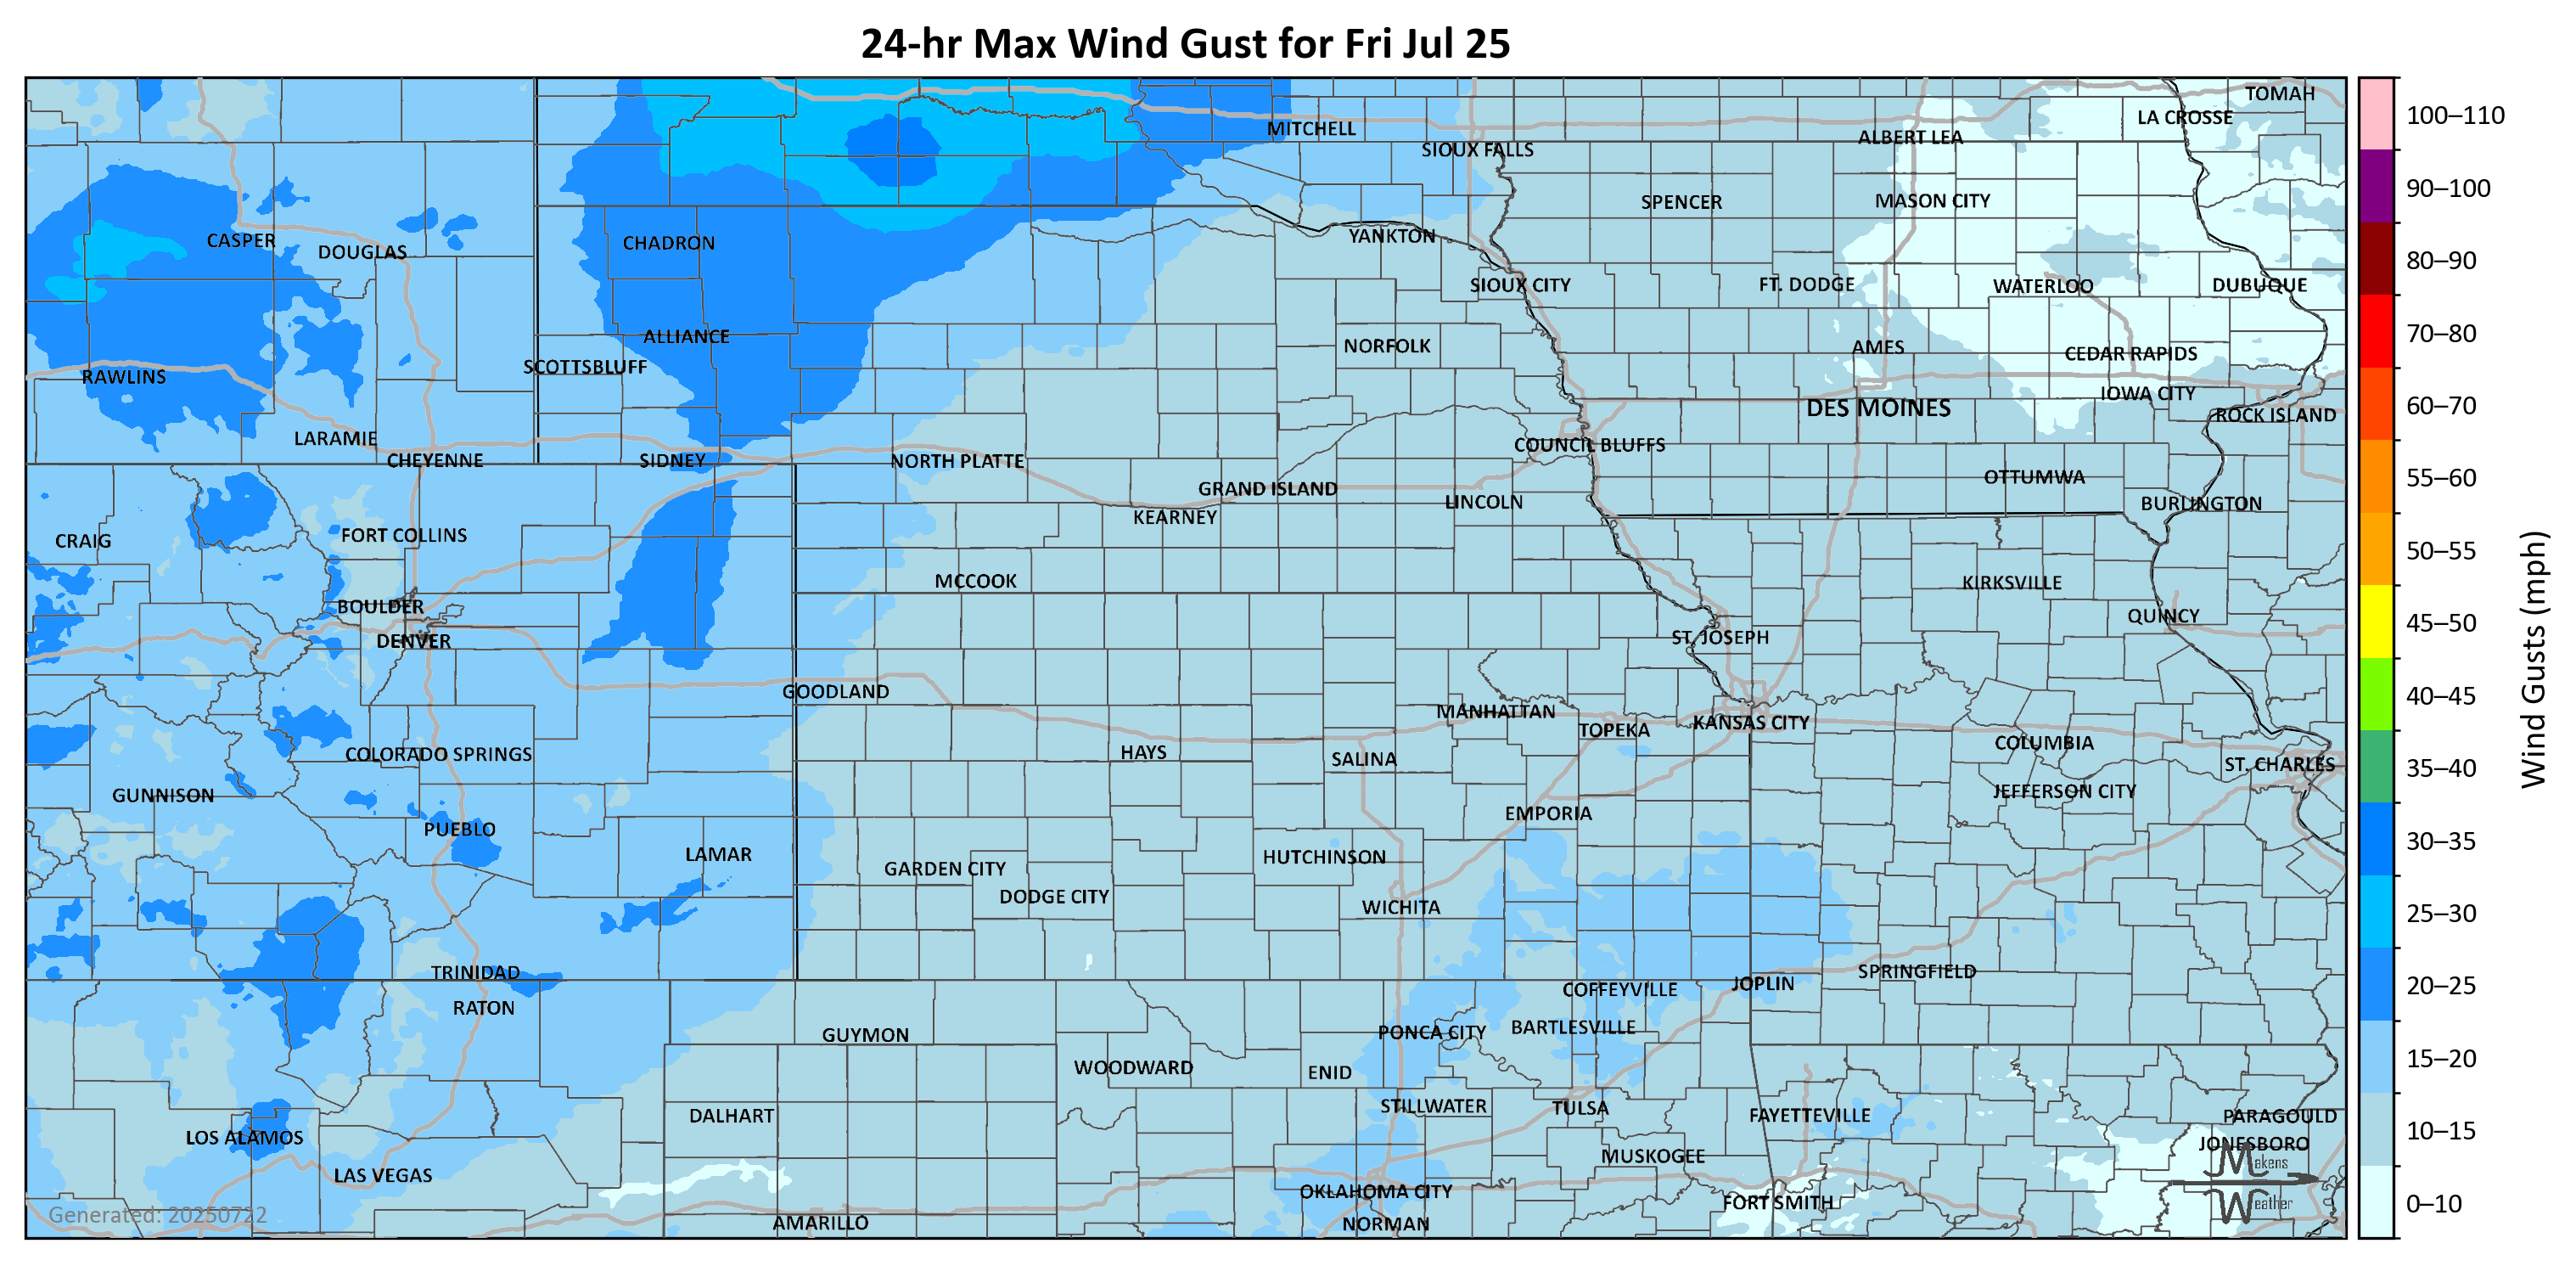 24-hr Max Wind Gust for Fri Jul 25
TOMAH
LA CROSSE
MITCHELL
ALBERT LEA
SIOUX FALLS
SPENCER
MASON CITY
CASPER
DOUGLAS
CHADRON
YANKTON
SIOUX CITY
FT. DODGE
WATERLOO
DUBUQUE
ALLIANCE
NORFOLK
AMES
CEDAR RAPIDS
SCOTTSBLUFF
RAWLINS
IOWA CITY
DES MOINES
ROCK ISLAND
LARAMIE
COUNCIL BLUFFS
CHEYENNE
SIDNEY
NORTH PLATTE
OTTUMWA
GRAND ISLAND
LINCOLN
BURLINGTON
KEARNEY
FORT COLLINS
CRAIG
MCCOOK
KIRKSVILLE
BOULDER
QUINCY
DENVER
ST. JOSEPH
GOODLAND
MANHATTAN
KANSAS CITY
TOPEKA
COLUMBIA
COLORADO SPRINGS
HAYS
SALINA
ST. CHARLES
GUNNISON
JEFFERSON CITY
EMPORIA
PUEBLO
LAMAR
HUTCHINSON
GARDEN CITY
DODGE CITY
WICHITA
TRINIDAD
SPRINGFIELD
JOPLIN
COFFEYVILLE
RATON
BARTLESVILLE
PONCA CITY
GUYMON
WOODWARD
ENID
STILLWATER
TULSA
DALHART
FAYETTEVILLE
PARAGOULD
LOS ALAMOS
JONESBORO
MUSKOGEE
LAS VEGAS
OKLAHOMA CITY
FORT SMITH
AMARILLO
NORMAN
Generated: 20250722
Makens
Weather
100–110
90–100
80–90
70–80
60–70
55–60
50–55
45–50
40–45
35–40
30–35
25–30
20–25
15–20
10–15
0–10
Wind Gusts (mph)